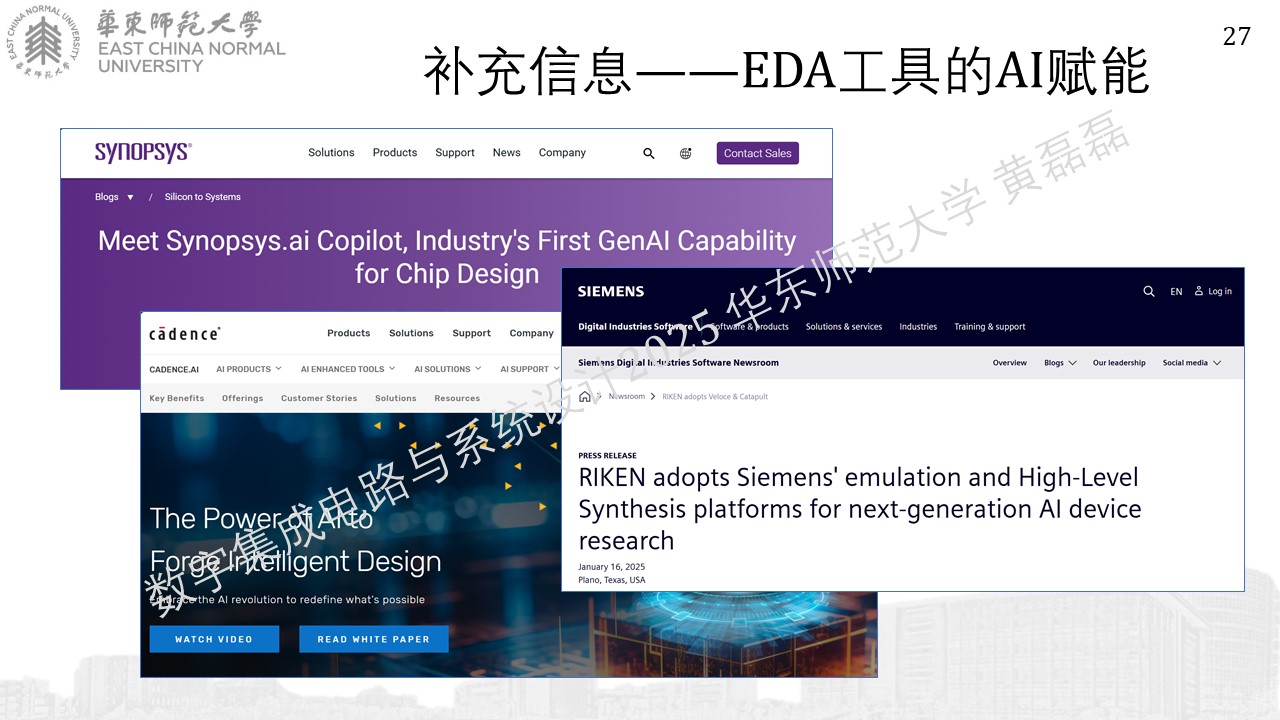 華東師範大學
EAST CHINA NORMAL
UNIVERSITY
EAST CHINA NORMAL UNIVERSITY
27
补充信息——EDA工具的AI赋能
SYNOPSYS®
Solutions Products Support News Company
Contact Sales
Blogs / Silicon to Systems
Meet Synopsys.ai Copilot, Industry's First GenAI Capability
for Chip Design
cādence®
Products Solutions Support Company
CADENCE.AI AI PRODUCTS AI ENHANCED TOOLS AI SOLUTIONS AI SUPPORT
Key Benefits Offerings Customer Stories Solutions Resources
The Power of AI to
Forge Intelligent Design
Embrace the AI revolution to redefine what's possible
WATCH VIDEO READ WHITE PAPER
SIEMENS
EN Log in
Digital Industries Software Software & products Solutions & services Industries Training & support
Siemens Digital Industries Software Newsroom
Overview Blogs Our leadership Social media
Newsroom RIKEN adopts Veloce & Catapult
PRESS RELEASE
RIKEN adopts Siemens' emulation and High-Level
Synthesis platforms for next-generation AI device
research
January 16, 2025
Plano, Texas, USA
数字集成电路与系统设计2025 华东师范大学 黄磊磊